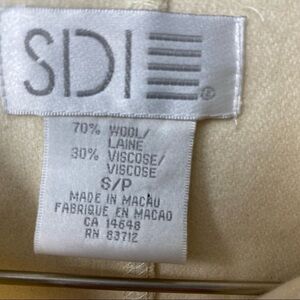 SDI
®
70% WOOL/
LAINE
30% VISCOSE/
VISCOSE
S/P
MADE IN MACAU
FABRIQUE EN MACAO
CA 14648
RN 83712